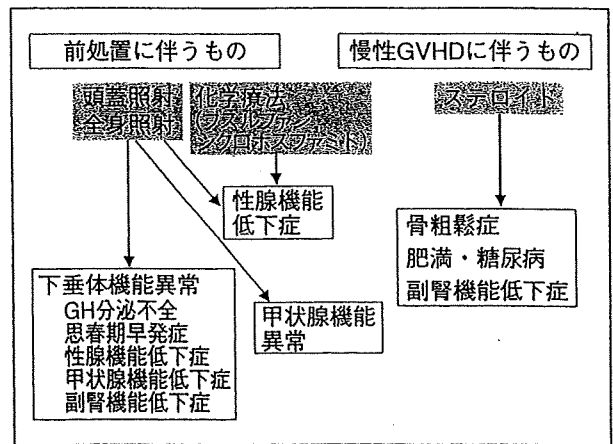 前処置に伴うもの
慢性GVHDに伴うもの
頭蓋照射
全身照射
化学療法
(ブスルファン
シクロホスファミド)
ステロイド
性腺機能
低下症
骨粗鬆症
肥満・糖尿病
副腎機能低下症
下垂体機能異常
GH分泌不全
思春期早発症
性腺機能低下症
甲状腺機能低下症
副腎機能低下症
甲状腺機能
異常